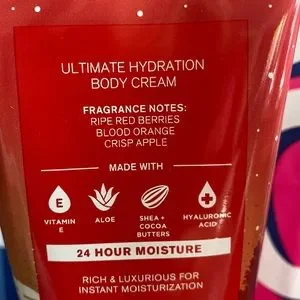 ULTIMATE HYDRATION
BODY CREAM
FRAGRANCE NOTES:
RIPE RED BERRIES
BLOOD ORANGE
CRISP APPLE
MADE WITH
E
VITAMIN
E
ALOE
SHEA +
COCOA
BUTTERS
HYALURONIC
ACID
24 HOUR MOISTURE
RICH & LUXURIOUS FOR
INSTANT MOISTURIZATION